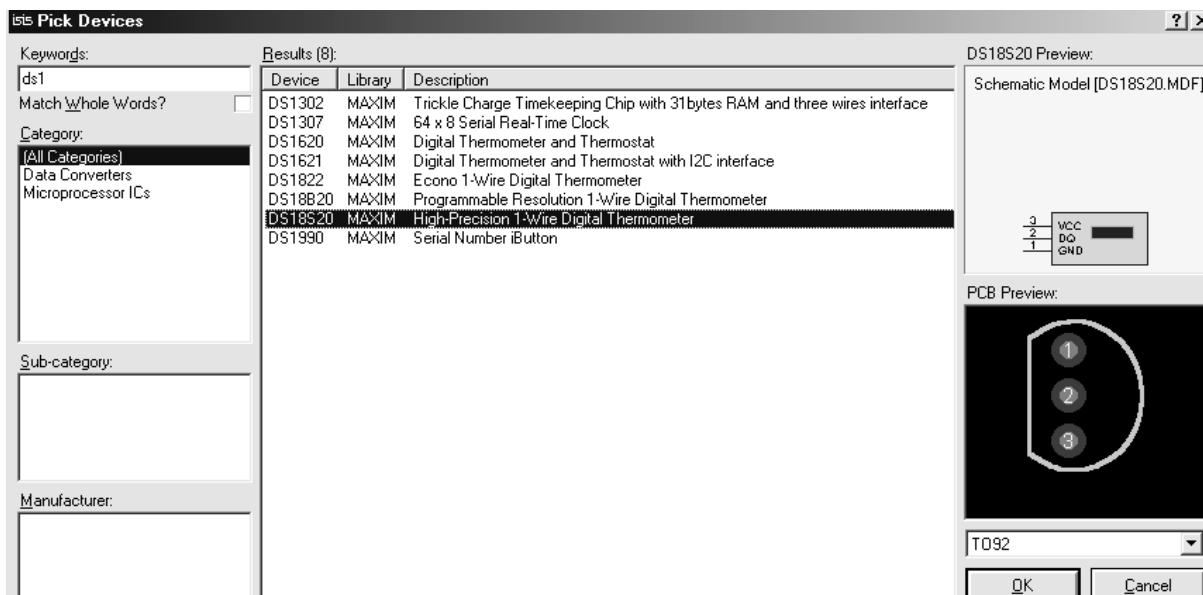 isis Pick Devices
? X
Keywords:
ds1
Match Whole Words?
Category:
(All Categories)
Data Converters
Microprocessor ICs
Sub-category:
Manufacturer:
Results (8):
Device Library Description
DS1302 MAXIM Trickle Charge Timekeeping Chip with 31bytes RAM and three wires interface
DS1307 MAXIM 64 x 8 Serial Real-Time Clock
DS1620 MAXIM Digital Thermometer and Thermostat
DS1621 MAXIM Digital Thermometer and Thermostat with I2C interface
DS1822 MAXIM Econo 1-Wire Digital Thermometer
DS18B20 MAXIM Programmable Resolution 1-Wire Digital Thermometer
DS18S20 MAXIM High-Precision 1-Wire Digital Thermometer
DS1990 MAXIM Serial Number iButton
DS18S20 Preview:
Schematic Model [DS18S20.MDF]
3 VCC
2 DQ
1 GND
PCB Preview:
1
2
3
TO92
OK Cancel